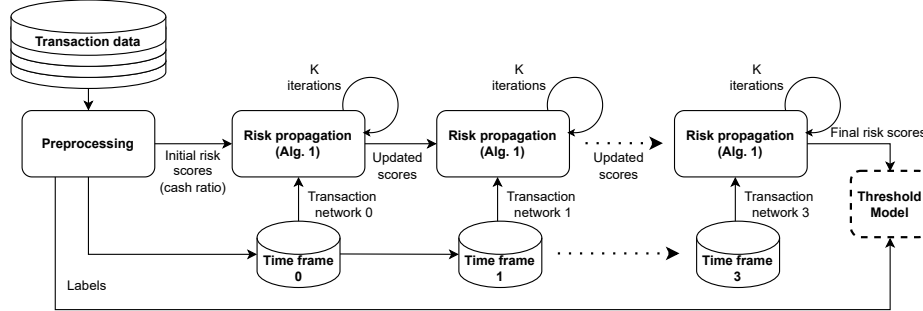 Transaction data
K
iterations
K
iterations
K
iterations
Preprocessing
Risk propagation
(Alg. 1)
Risk propagation
(Alg. 1)
Risk propagation
(Alg. 1)
Final risk scores
Initial risk
scores
(cash ratio)
Updated
scores
Updated
scores
Transaction
network 0
Transaction
network 1
Transaction
network 3
Threshold
Model
Time frame
0
Time frame
1
Time frame
3
Labels